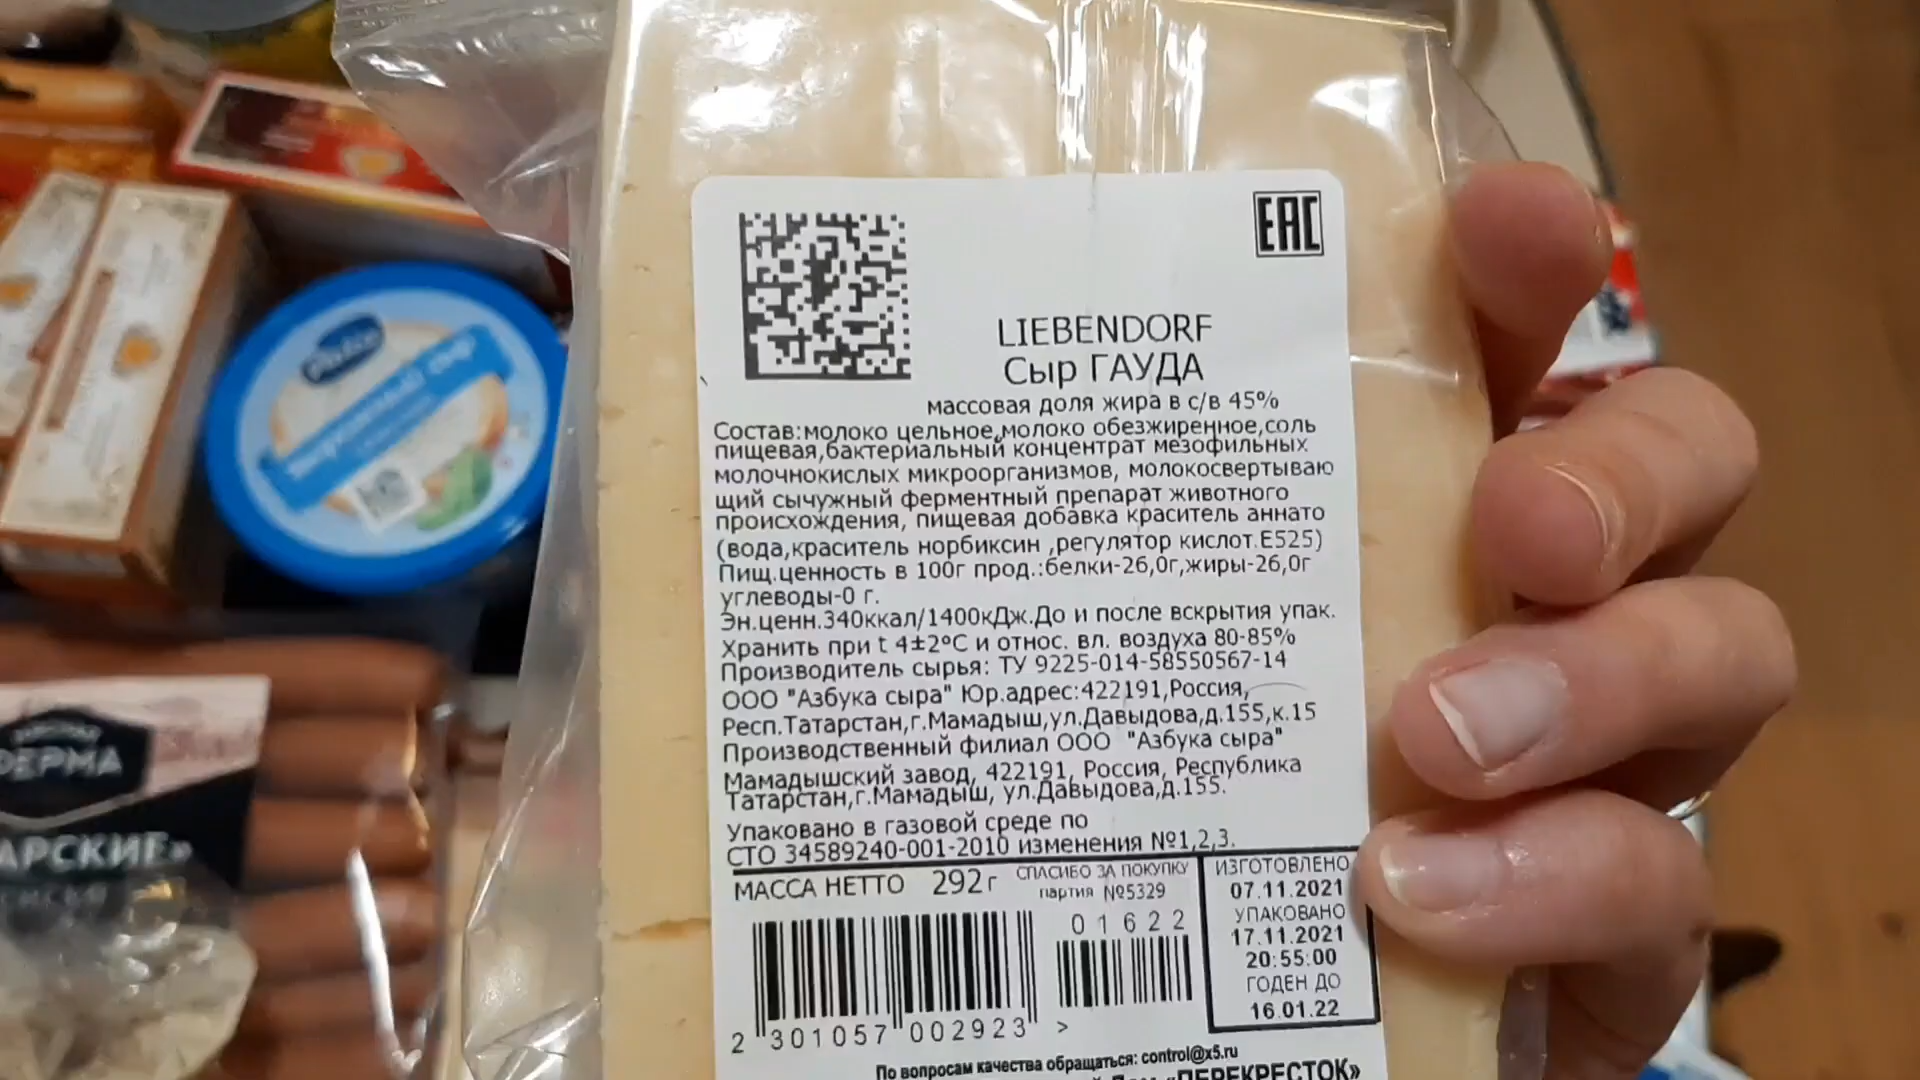 EAC
LIEBENDORF
Сыр ГАУДА
массовая доля жира в с/в 45%
Состав:молоко цельное,молоко обезжиренное,соль
пищевая,бактериальный концентрат мезофильных
молочнокислых микроорганизмов, молокосвертываю
щий сычужный ферментный препарат животного
происхождения, пищевая добавка краситель аннато
(вода,краситель норбиксин ,регулятор кислот.Е525)
Пищ.ценность в 100г прод.:белки-26,0г,жиры-26,0г
углеводы-0 г.
Эн.ценн.340ккал/1400кДж.До и после вскрытия упак.
Хранить при t 4±2°С и относ. вл. воздуха 80-85%
Производитель сырья: ТУ 9225-014-58550567-14
ООО "Азбука сыра" Юр.адрес:422191,Россия,
Респ.Татарстан,г.Мамадыш,ул.Давыдова,д.155,к.15
Производственный филиал ООО "Азбука сыра"
Мамадышский завод, 422191, Россия, Республика
Татарстан,г.Мамадыш, ул.Давыдова,д.155.
Упаковано в газовой среде по
СТО 34589240-001-2010 изменения №1,2,3.
МАССА НЕТТО 292г
СПАСИБО ЗА ПОКУПКУ
партия №5329
01622
2 301057 002923 >
ИЗГОТОВЛЕНО
07.11.2021
УПАКОВАНО
17.11.2021
20:55:00
ГОДЕН ДО
16.01.22
По вопросам качества обращаться: control@x5.ru
«ПЕРЕКРЕСТОК»
Valio
ФЕРМА